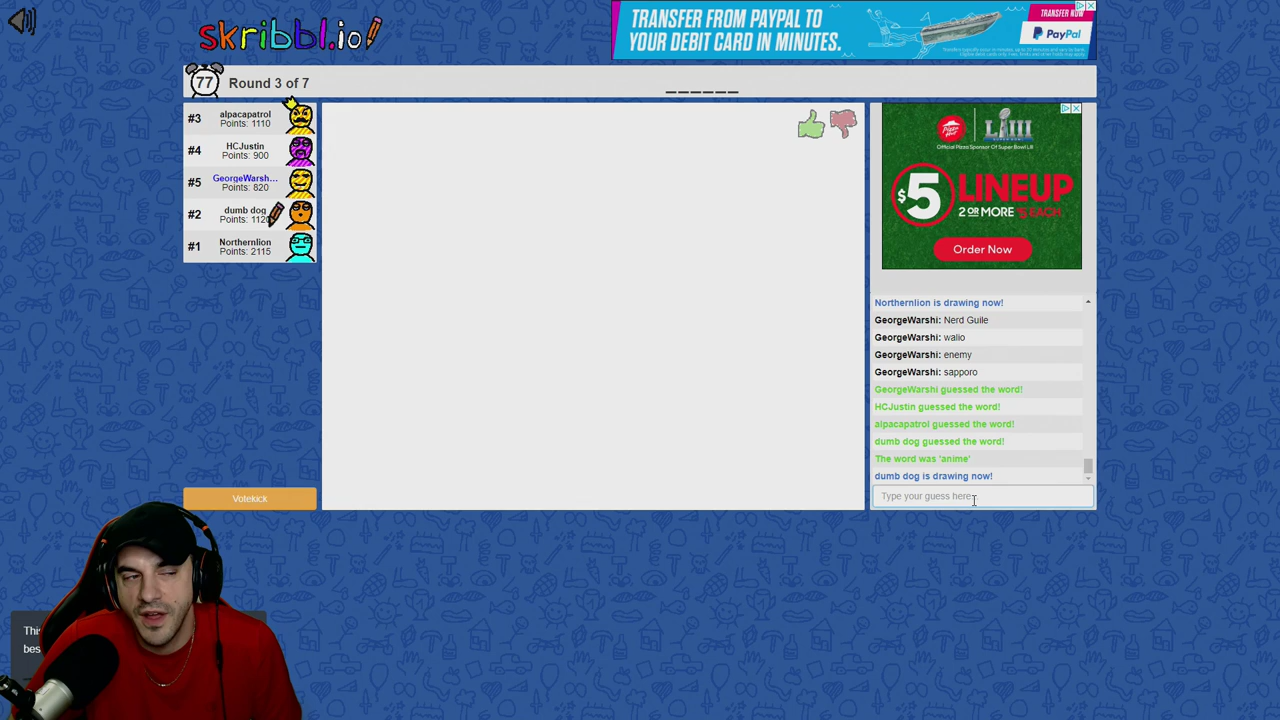 skribbl.io
TRANSFER FROM PAYPAL TO
YOUR DEBIT CARD IN MINUTES.
TRANSFER NOW
PayPal
77
Round 3 of 7
______
#3
alpacapatrol
Points: 1110
#4
HCJustin
Points: 900
#5
GeorgeWarsh...
Points: 820
#2
dumb dog
Points: 1120
#1
Northernlion
Points: 2115
Votekick
Pizza Hut
LIII
Official Pizza Sponsor Of Super Bowl LIII
$5 LINEUP
2 OR MORE $5 EACH
Order Now
Northernlion is drawing now!
GeorgeWarshi: Nerd Guile
GeorgeWarshi: walio
GeorgeWarshi: enemy
GeorgeWarshi: sapporo
GeorgeWarshi guessed the word!
HCJustin guessed the word!
alpacapatrol guessed the word!
dumb dog guessed the word!
The word was 'anime'
dumb dog is drawing now!
Type your guess here